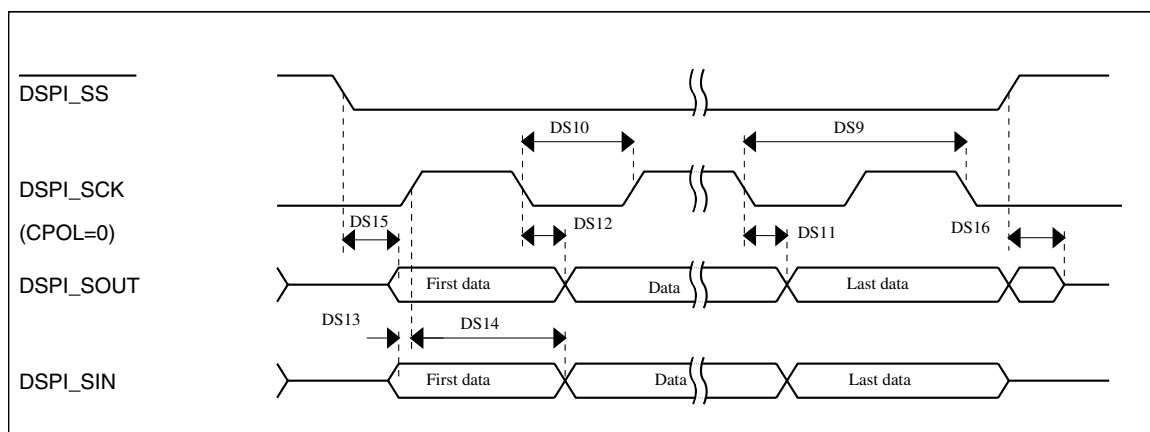 DSPI_SS
DS10
DS9
DSPI_SCK
(CPOL=0)
DS15
DS12
DS11
DS16
DSPI_SOUT
First data
Data
Last data
DS13
DS14
DSPI_SIN
First data
Data
Last data